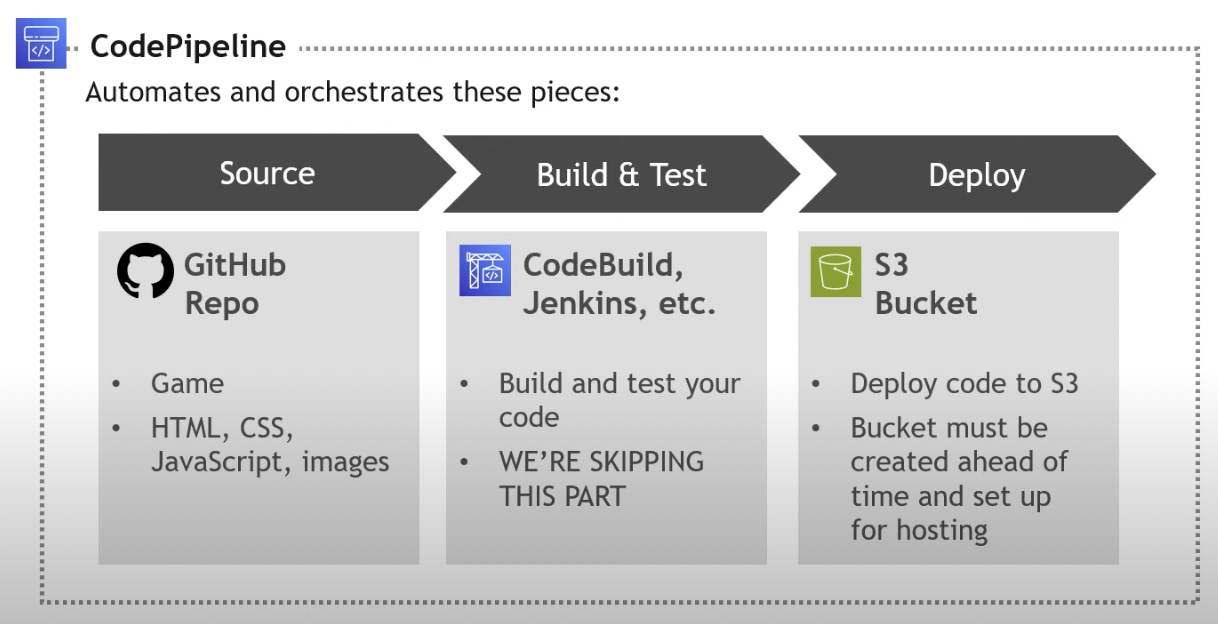 CodePipeline
Automates and orchestrates these pieces:
Source
Build & Test
Deploy
GitHub
Repo
• Game
• HTML, CSS,
JavaScript, images
CodeBuild,
Jenkins, etc.
• Build and test your
code
• WE'RE SKIPPING
THIS PART
S3
Bucket
• Deploy code to S3
• Bucket must be
created ahead of
time and set up
for hosting